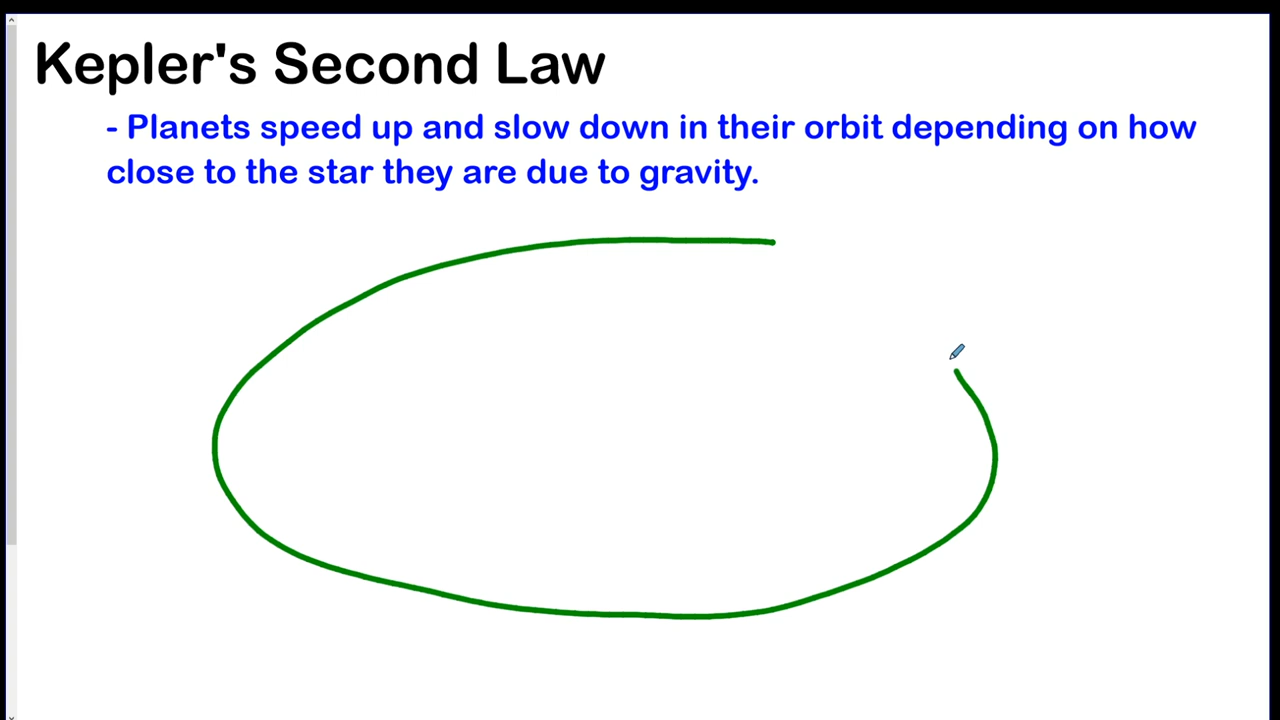 Kepler's Second Law
- Planets speed up and slow down in their orbit depending on how
close to the star they are due to gravity.